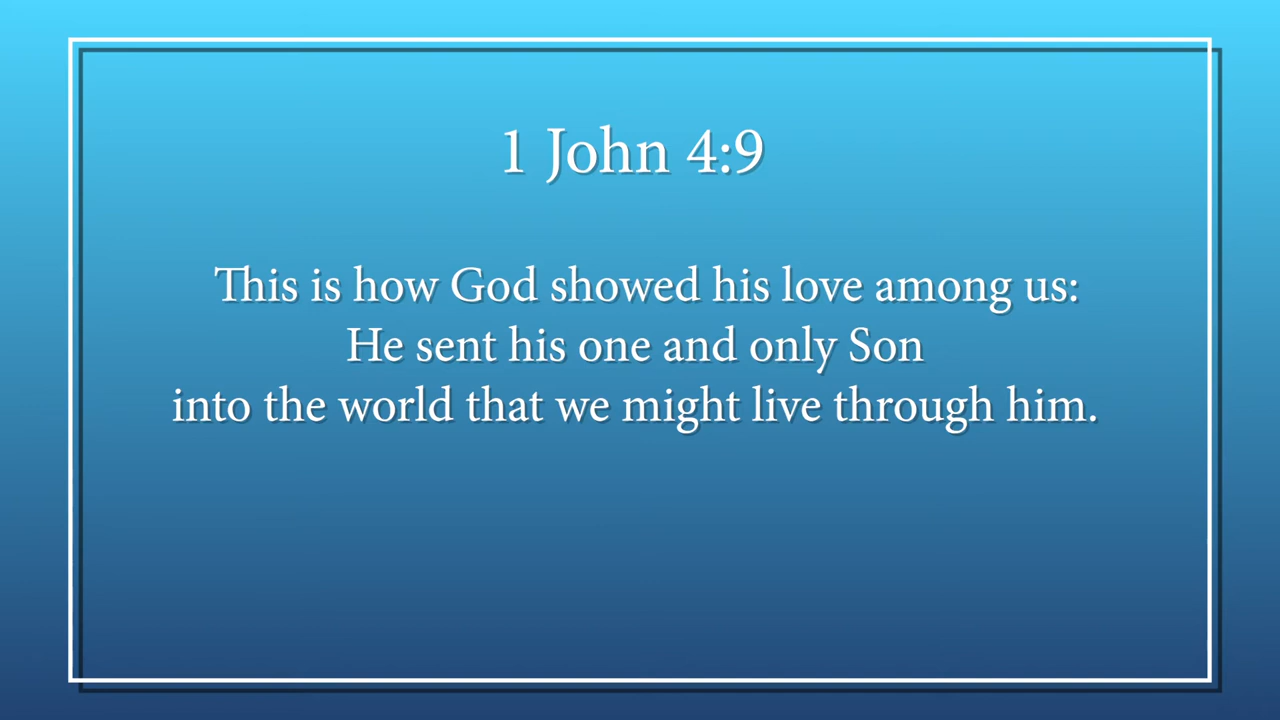 1 John 4:9
This is how God showed his love among us:
He sent his one and only Son
into the world that we might live through him.